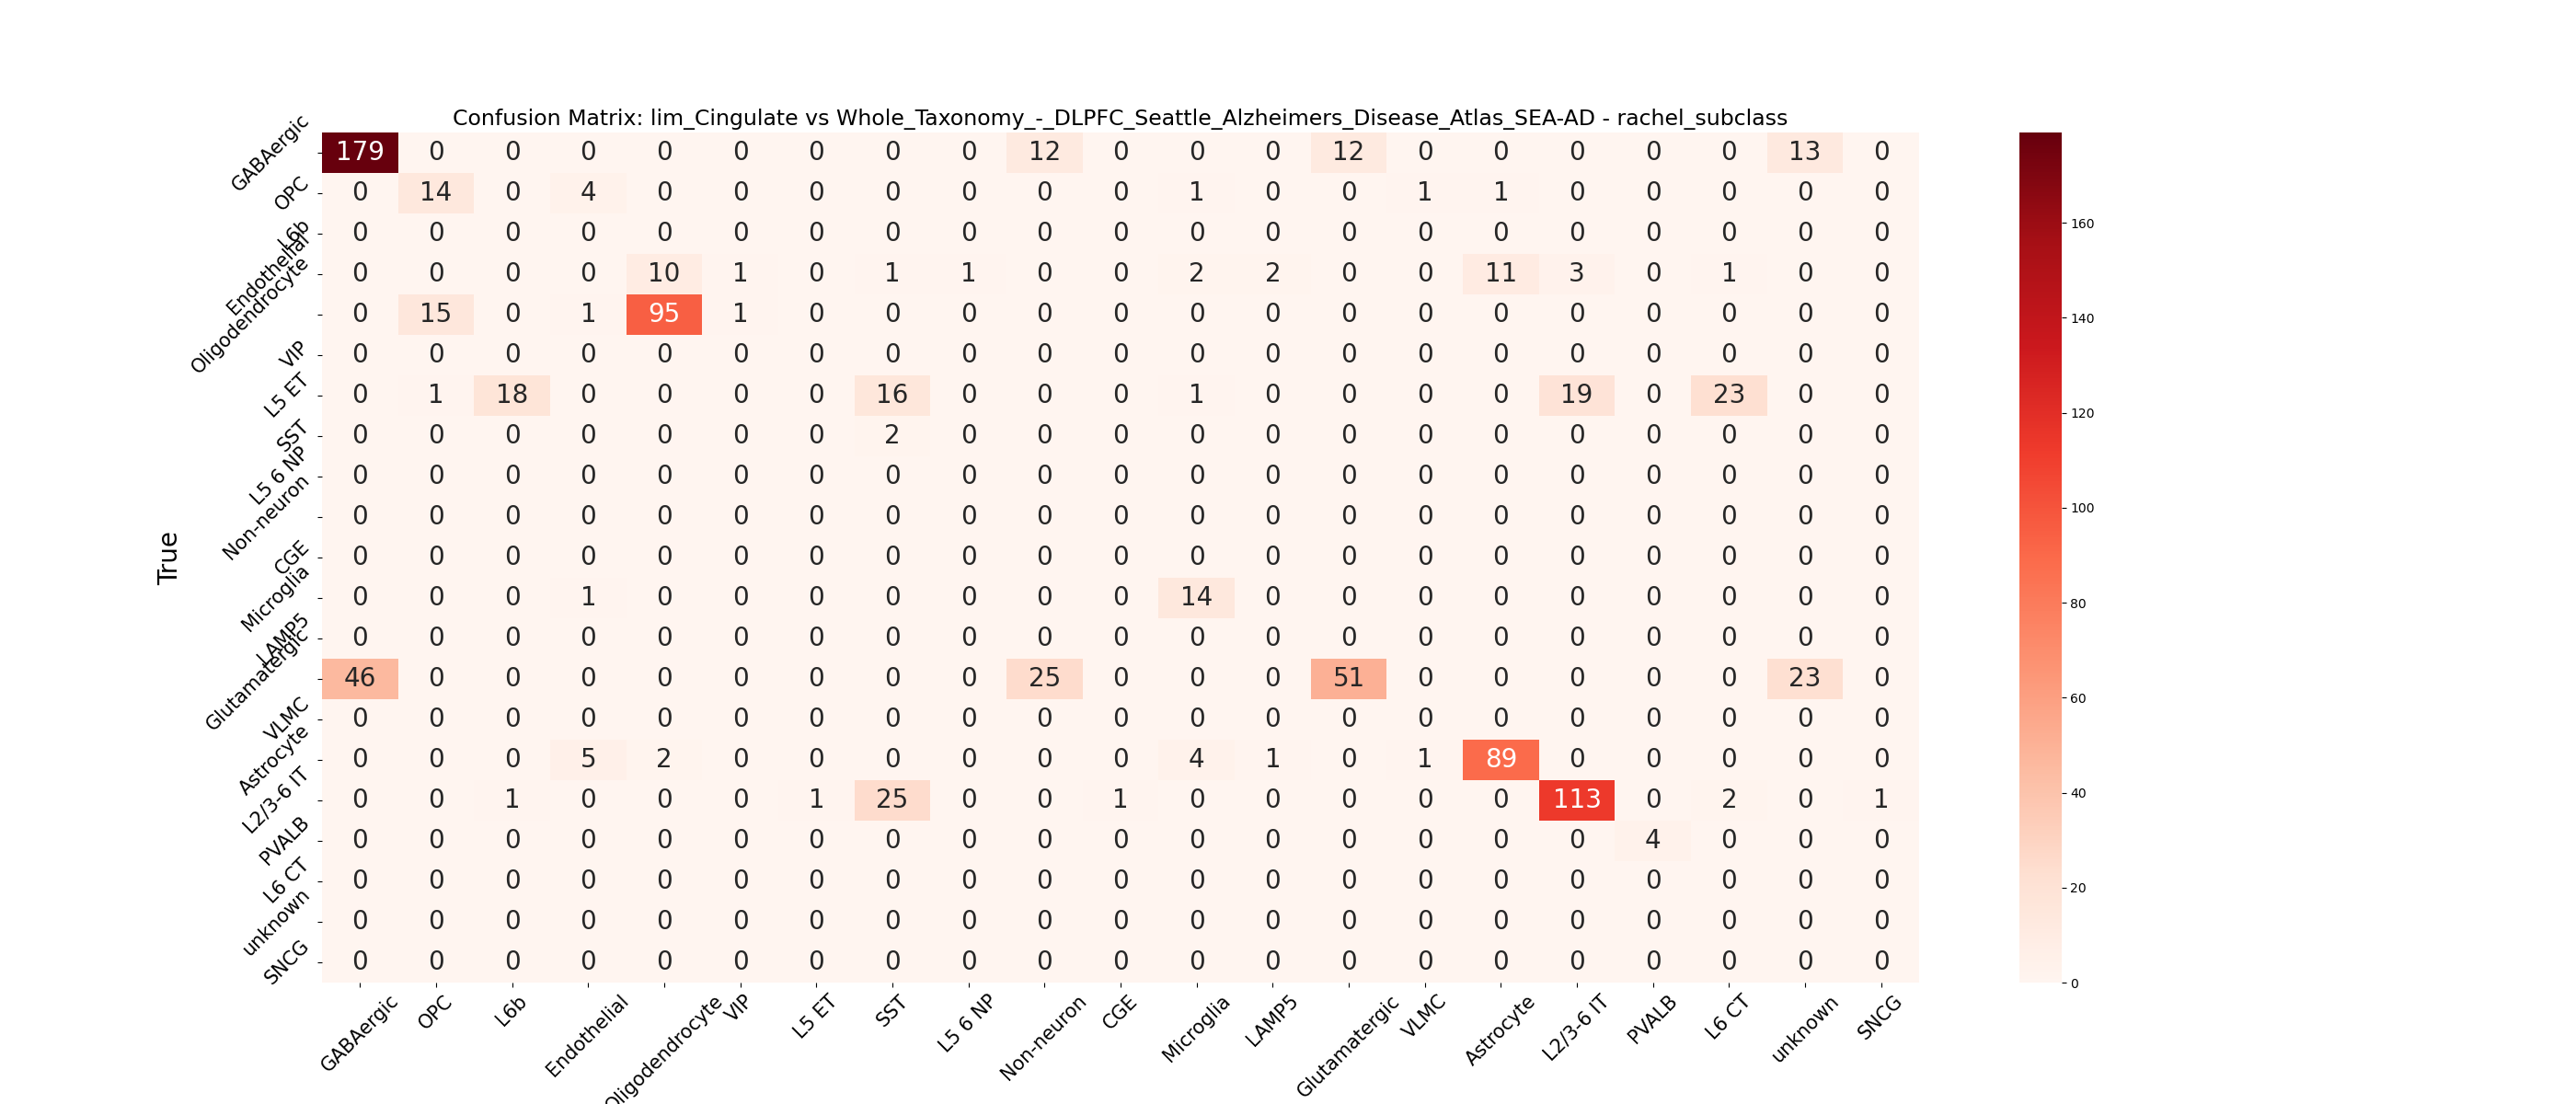 Confusion Matrix: lim_Cingulate vs Whole_Taxonomy_-_DLPFC_Seattle_Alzheimers_Disease_Atlas_SEA-AD - rachel_subclass
True
GABAergic 179 0 0 0 0 0 0 0 0 12 0 0 0 12 0 0 0 0 0 13 0
OPC 0 14 0 4 0 0 0 0 0 0 0 1 0 0 1 1 0 0 0 0 0
L6b 0 0 0 0 0 0 0 0 0 0 0 0 0 0 0 0 0 0 0 0 0
Endothelial 0 0 0 0 10 1 0 1 1 0 0 2 2 0 0 11 3 0 1 0 0
Oligodendrocyte 0 15 0 1 95 1 0 0 0 0 0 0 0 0 0 0 0 0 0 0 0
VIP 0 0 0 0 0 0 0 0 0 0 0 0 0 0 0 0 0 0 0 0 0
L5 ET 0 1 18 0 0 0 0 16 0 0 0 1 0 0 0 0 19 0 23 0 0
SST 0 0 0 0 0 0 0 2 0 0 0 0 0 0 0 0 0 0 0 0 0
L5 6 NP 0 0 0 0 0 0 0 0 0 0 0 0 0 0 0 0 0 0 0 0 0
Non-neuron 0 0 0 0 0 0 0 0 0 0 0 0 0 0 0 0 0 0 0 0 0
CGE 0 0 0 0 0 0 0 0 0 0 0 0 0 0 0 0 0 0 0 0 0
Microglia 0 0 0 1 0 0 0 0 0 0 0 14 0 0 0 0 0 0 0 0 0
LAMP5 0 0 0 0 0 0 0 0 0 0 0 0 0 0 0 0 0 0 0 0 0
Glutamatergic 46 0 0 0 0 0 0 0 0 25 0 0 0 51 0 0 0 0 0 23 0
VLMC 0 0 0 0 0 0 0 0 0 0 0 0 0 0 0 0 0 0 0 0 0
Astrocyte 0 0 0 5 2 0 0 0 0 0 0 4 1 0 1 89 0 0 0 0 0
L2/3-6 IT 0 0 1 0 0 0 1 25 0 0 1 0 0 0 0 0 113 0 2 0 1
PVALB 0 0 0 0 0 0 0 0 0 0 0 0 0 0 0 0 0 4 0 0 0
L6 CT 0 0 0 0 0 0 0 0 0 0 0 0 0 0 0 0 0 0 0 0 0
unknown 0 0 0 0 0 0 0 0 0 0 0 0 0 0 0 0 0 0 0 0 0
SNCG 0 0 0 0 0 0 0 0 0 0 0 0 0 0 0 0 0 0 0 0 0
GABAergic OPC L6b Endothelial Oligodendrocyte VIP L5 ET SST L5 6 NP Non-neuron CGE Microglia LAMP5 Glutamatergic VLMC Astrocyte L2/3-6 IT PVALB L6 CT unknown SNCG
160
140
120
100
80
60
40
20
0